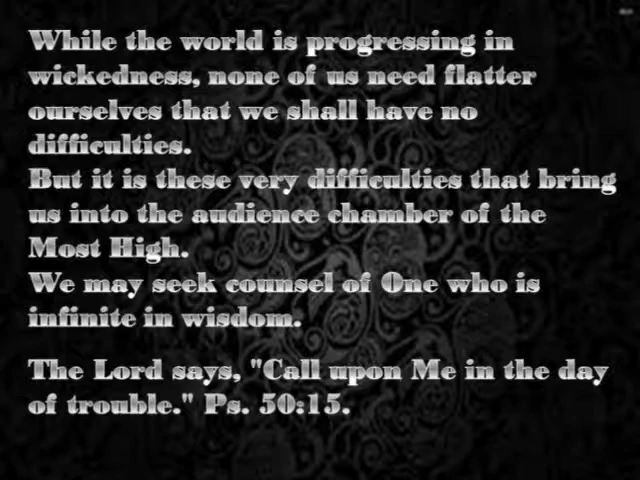 While the world is progressing in
wickedness, none of us need flatter
ourselves that we shall have no
difficulties.
But it is these very difficulties that bring
us into the audience chamber of the
Most High.
We may seek counsel of One who is
infinite in wisdom.
The Lord says, "Call upon Me in the day
of trouble." Ps. 50:15.